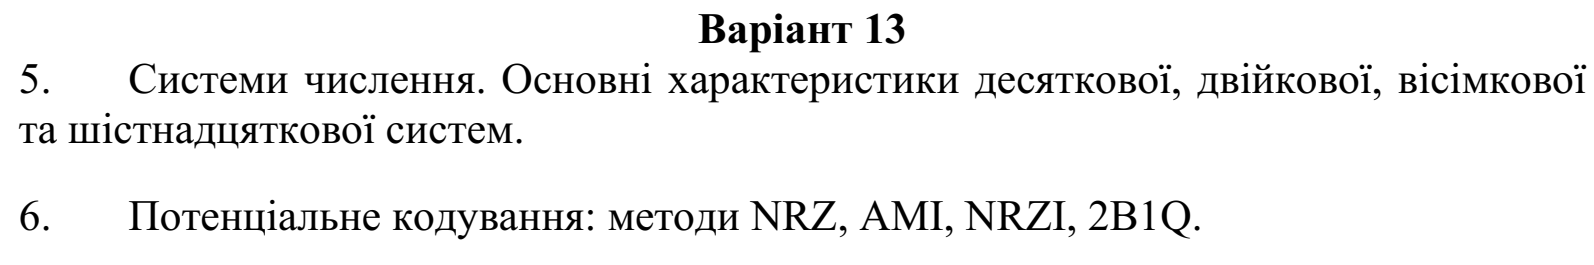 Варіант 13
5. Системи числення. Основні характеристики десяткової, двійкової, вісімкової
та шістнадцяткової систем.
6. Потенціальне кодування: методи NRZ, AMI, NRZI, 2B1Q.